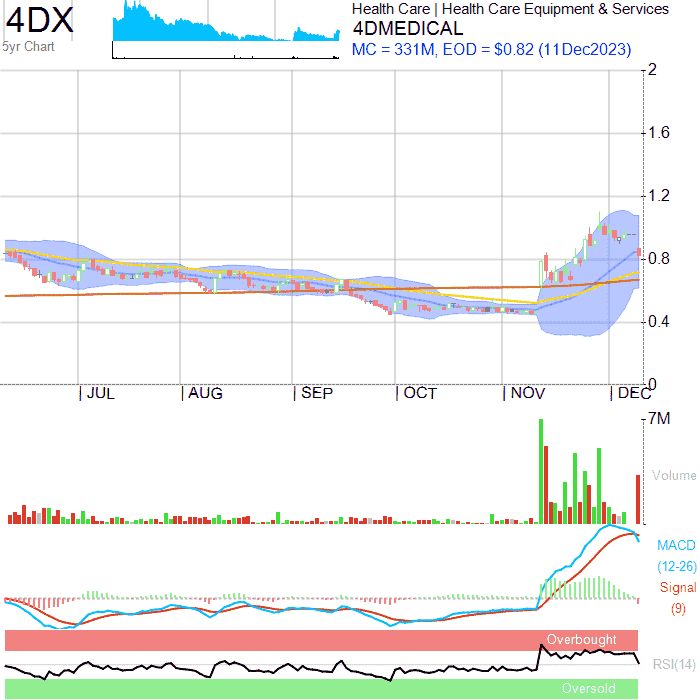 4DX
5yr Chart
Health Care | Health Care Equipment & Services
4DMEDICAL
MC = 331M, EOD = $0.82 (11Dec2023)
2
1.6
1.2
0.8
0.4
0
JUL
AUG
SEP
OCT
NOV
DEC
7M
Volume
MACD
(12-26)
Signal
(9)
Overbought
RSI(14)
Oversold